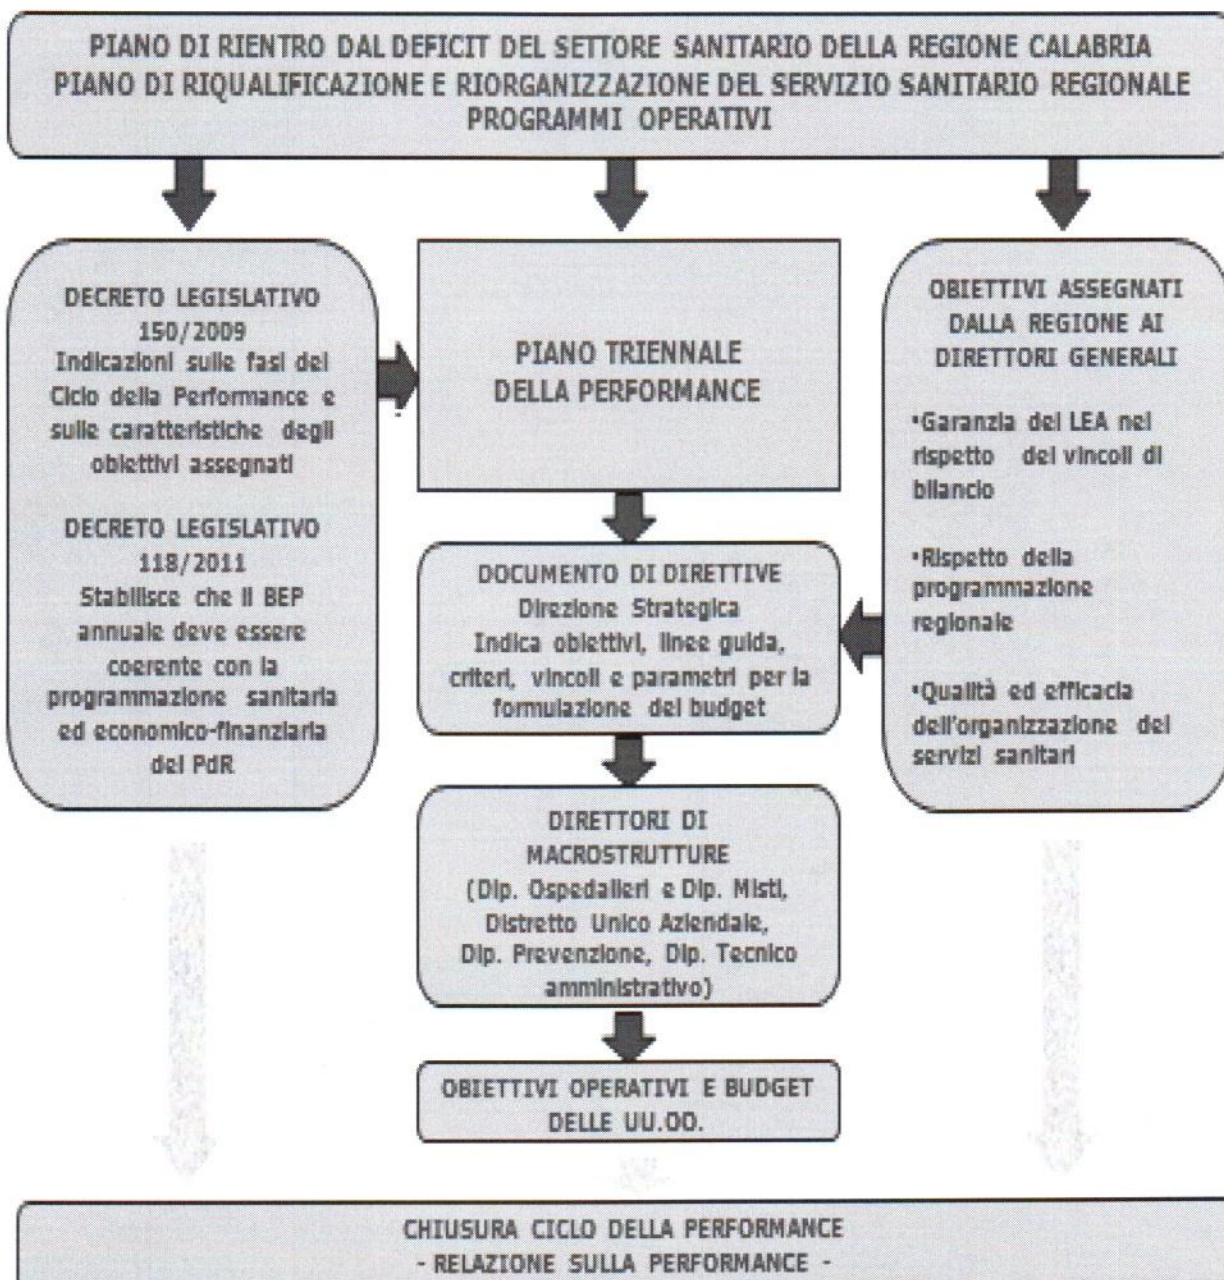 PIANO DI RIENTRO DAL DEFICIT DEL SETTORE SANITARIO DELLA REGIONE CALABRIA
PIANO DI RIQUALIFICAZIONE E RIORGANIZZAZIONE DEL SERVIZIO SANITARIO REGIONALE
PROGRAMMI OPERATIVI
DECRETO LEGISLATIVO
150/2009
Indicazioni sulle fasi del
Ciclo della Performance e
sulle caratteristiche degli
obiettivi assegnati
DECRETO LEGISLATIVO
118/2011
Stabilisce che il BEP
annuale deve essere
coerente con la
programmazione sanitaria
ed economico-finanziaria
del PdR
PIANO TRIENNALE
DELLA PERFORMANCE
DOCUMENTO DI DIRETTIVE
Direzione Strategica
Indica obiettivi, linee guida,
criteri, vincoli e parametri per la
formulazione del budget
DIRETTORI DI
MACROSTRUTTURE
(Dip. Ospedalieri e Dip. Misti,
Distretto Unico Aziendale,
Dip. Prevenzione, Dip. Tecnico
amministrativo)
OBIETTIVI OPERATIVI E BUDGET
DELLE UU.OO.
OBIETTIVI ASSEGNATI
DALLA REGIONE AI
DIRETTORI GENERALI
•Garanzia dei LEA nel
rispetto dei vincoli di
bilancio
•Rispetto della
programmazione
regionale
•Qualità ed efficacia
dell'organizzazione dei
servizi sanitari
CHIUSURA CICLO DELLA PERFORMANCE
- RELAZIONE SULLA PERFORMANCE -